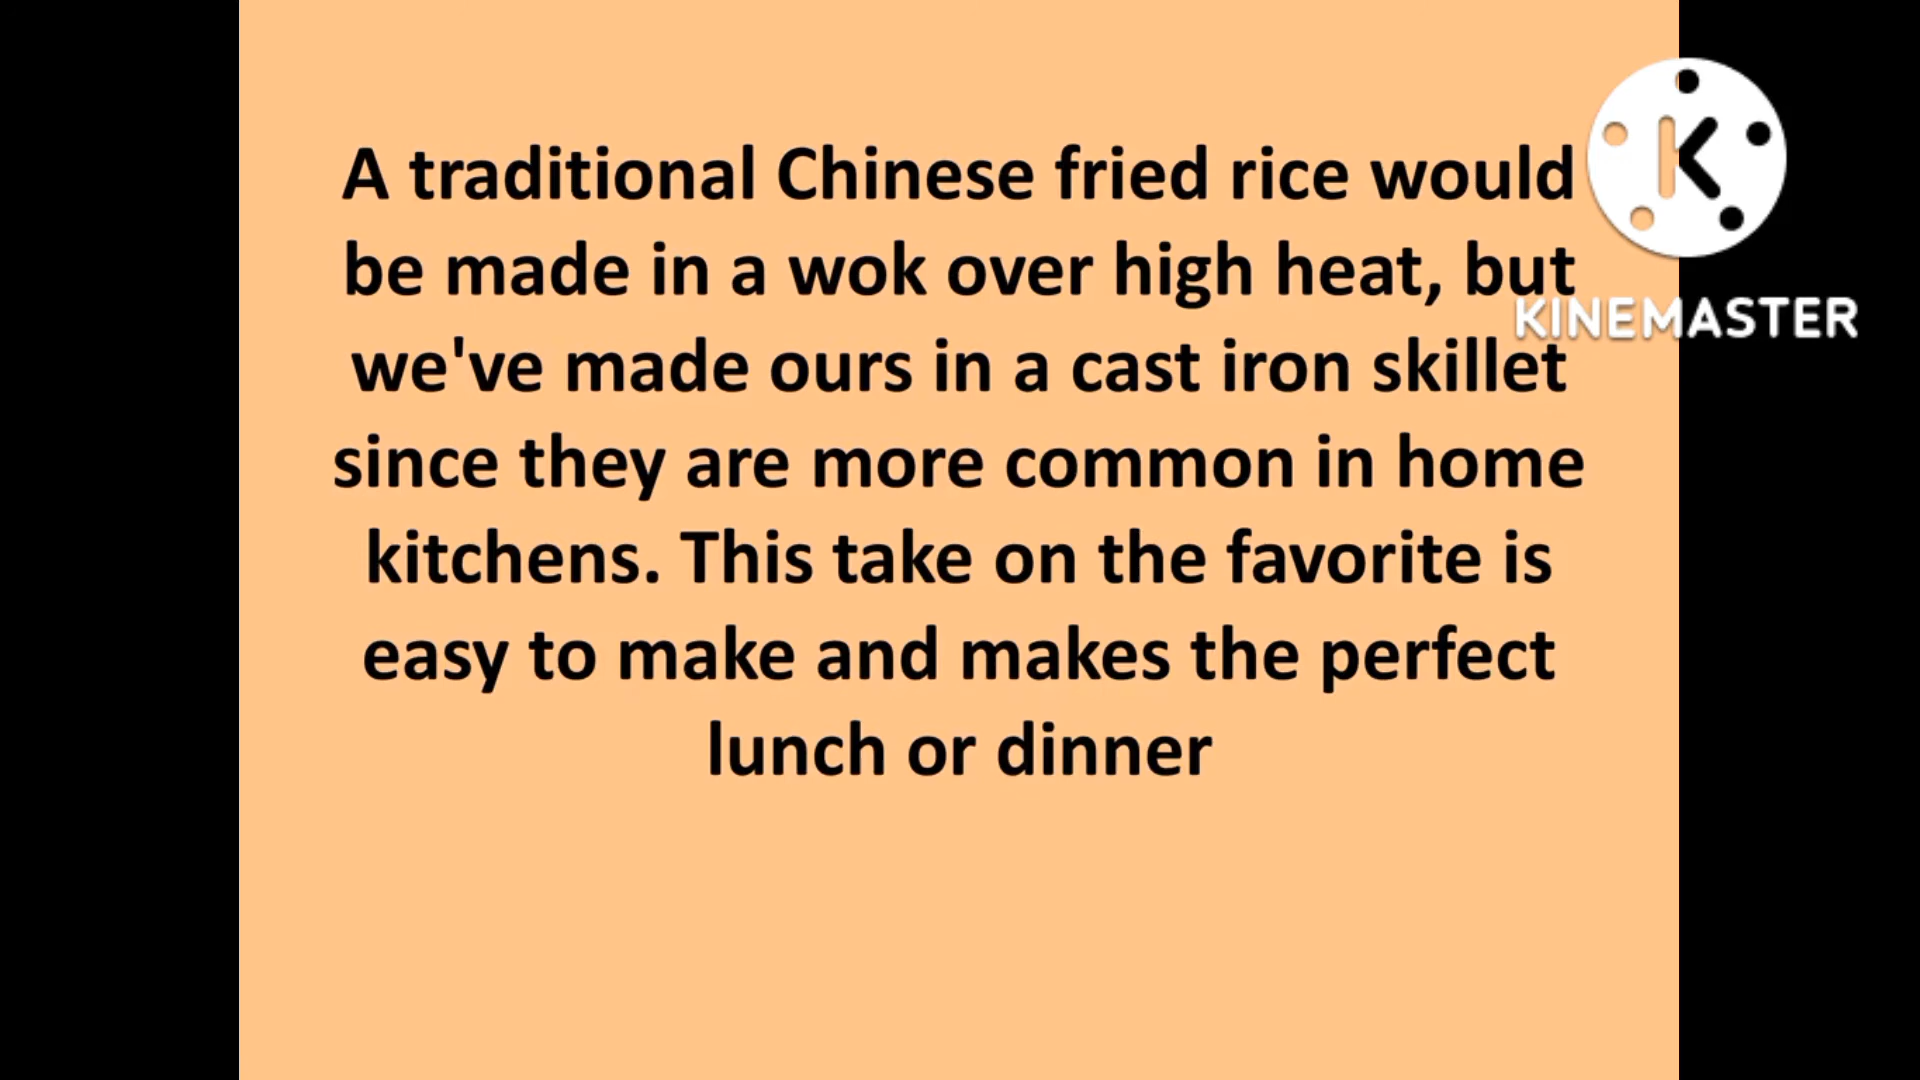 A traditional Chinese fried rice would
be made in a wok over high heat, but
we've made ours in a cast iron skillet
since they are more common in home
kitchens. This take on the favorite is
easy to make and makes the perfect
lunch or dinner
K
KINEMASTER